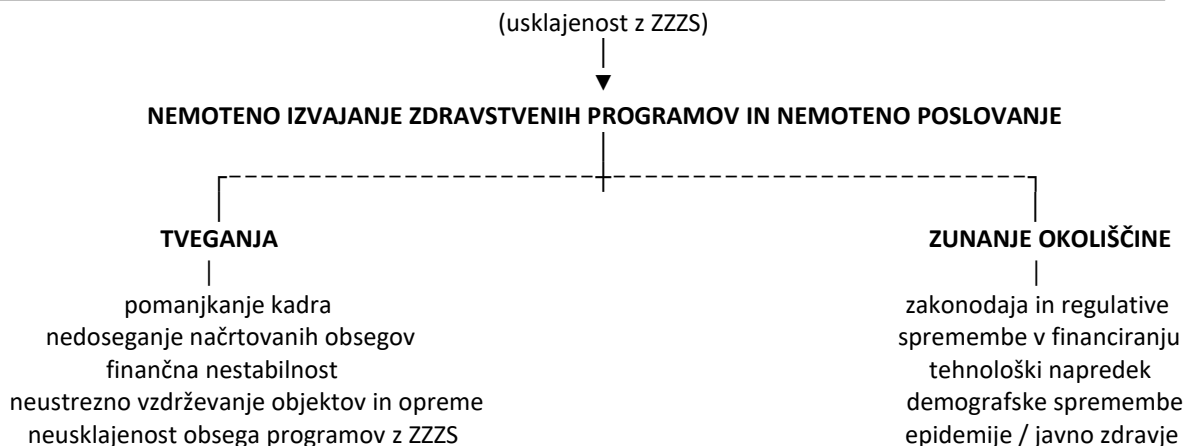 (usklajenost z ZZZS)
NEMOTENO IZVAJANJE ZDRAVSTVENIH PROGRAMOV IN NEMOTENO POSLOVANJE
TVEGANJA
pomanjkanje kadra
nedoseganje načrtovanih obsegov
finančna nestabilnost
neustrezno vzdrževanje objektov in opreme
neusklajenost obsega programov z ZZZS
ZUNANJE OKOLIŠČINE
zakonodaja in regulative
spremembe v financiranju
tehnološki napredek
demografske spremembe
epidemije / javno zdravje